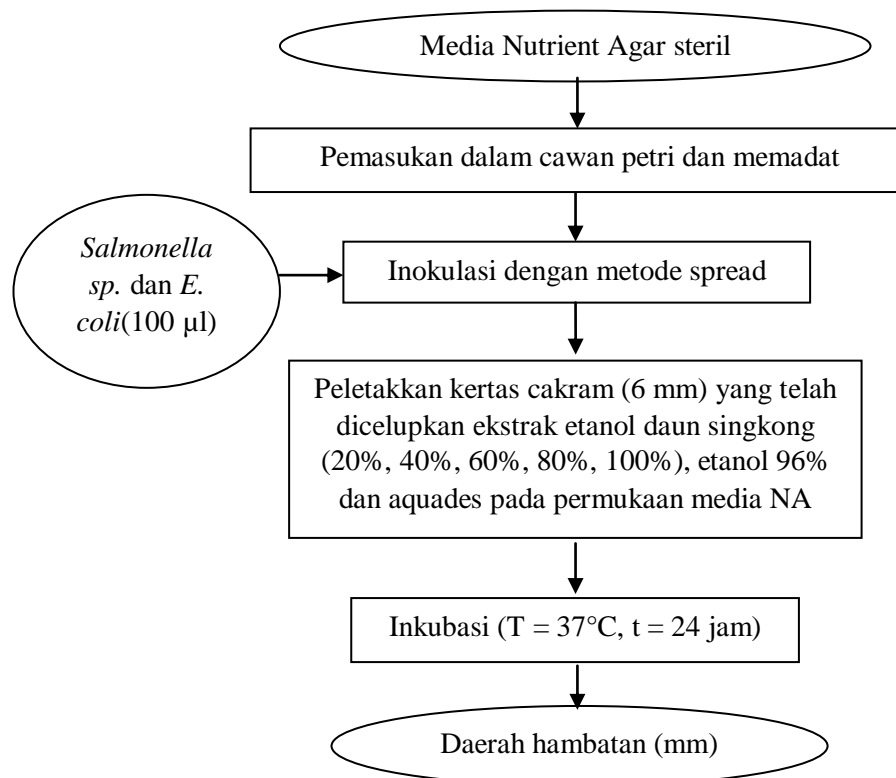 Media Nutrient Agar steril
Pemasukan dalam cawan petri dan memadat
Salmonella
sp. dan E.
coli(100 µl)
Inokulasi dengan metode spread
Peletakkan kertas cakram (6 mm) yang telah
dicelupkan ekstrak etanol daun singkong
(20%, 40%, 60%, 80%, 100%), etanol 96%
dan aquades pada permukaan media NA
Inkubasi (T = 37°C, t = 24 jam)
Daerah hambatan (mm)